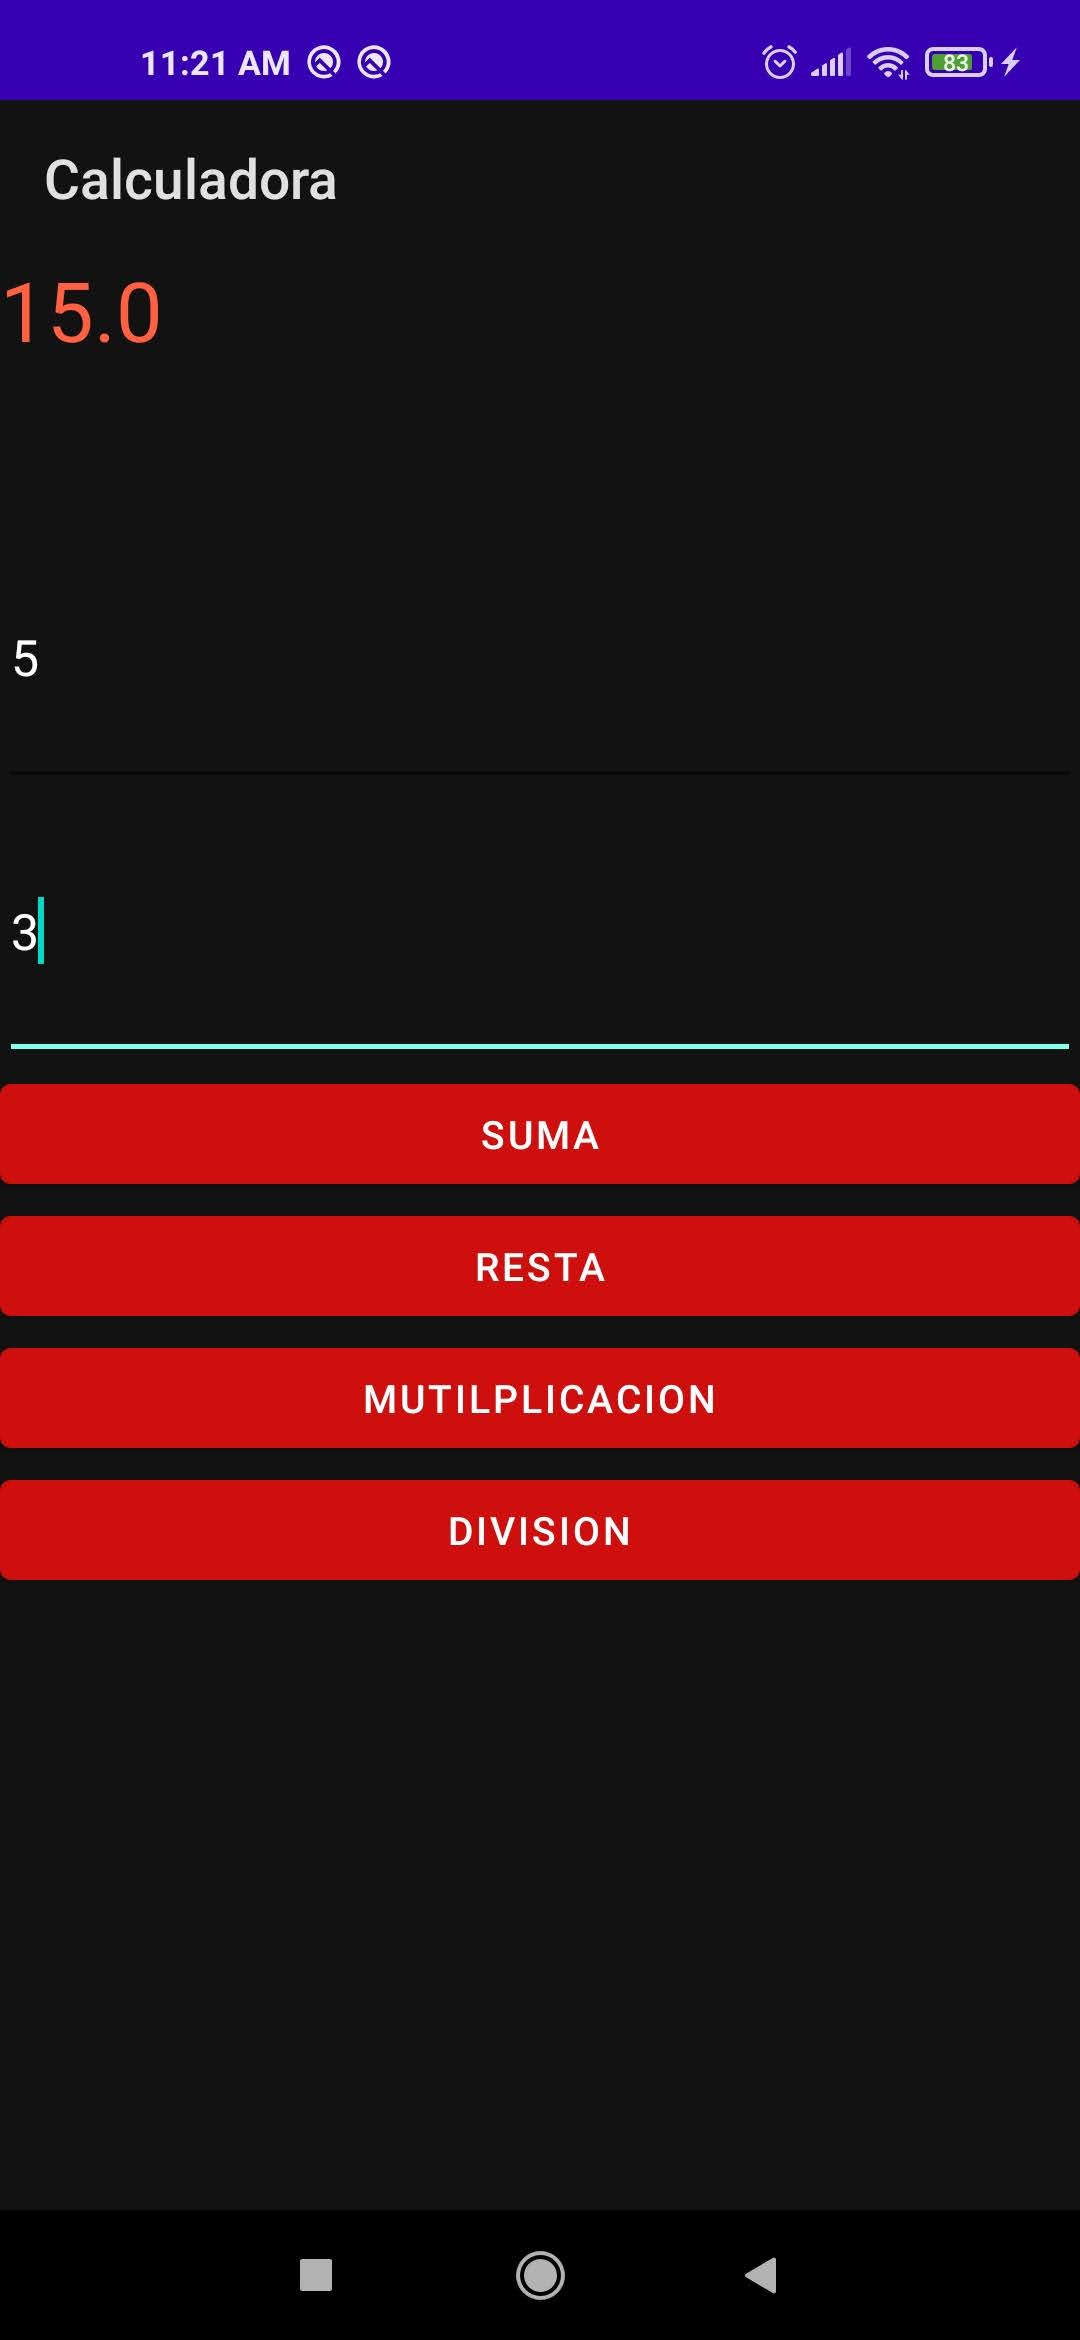 11:21 AM 83
Calculadora
15.0
5
3
SUMA
RESTA
MUTILPLICACION
DIVISION